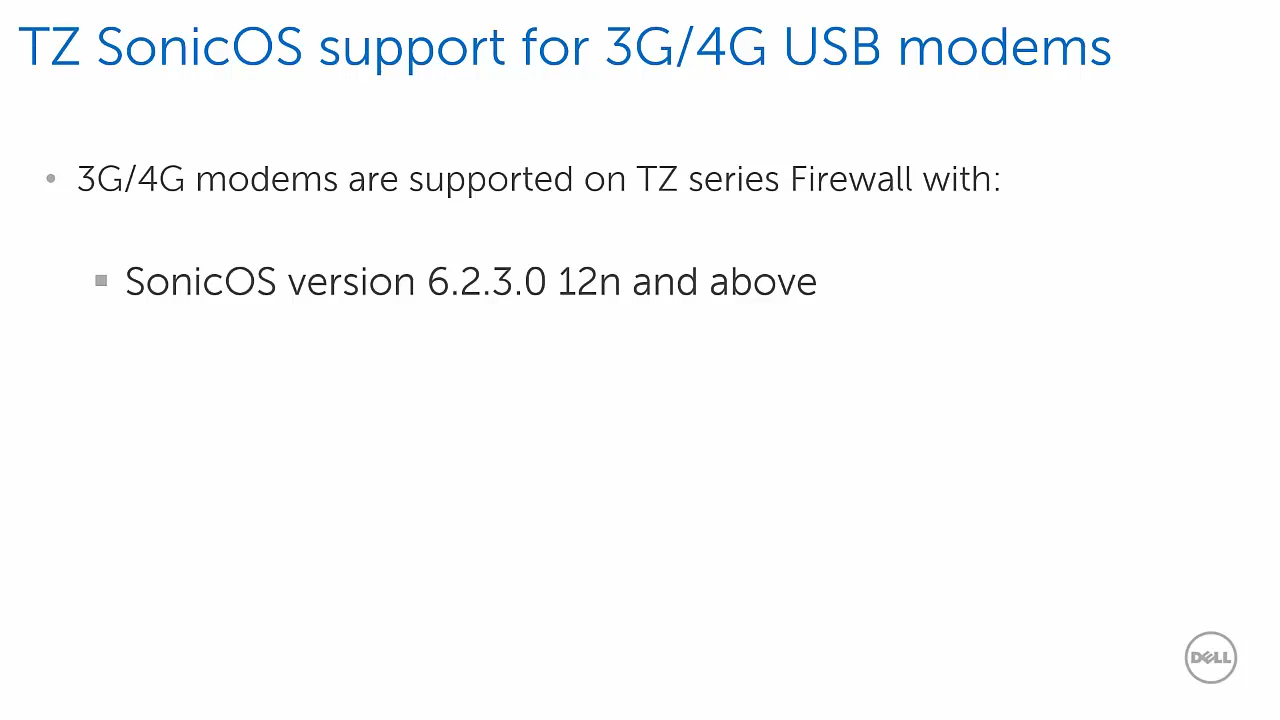 TZ SonicOS support for 3G/4G USB modems
• 3G/4G modems are supported on TZ series Firewall with:
▪ SonicOS version 6.2.3.0 12n and above
DELL